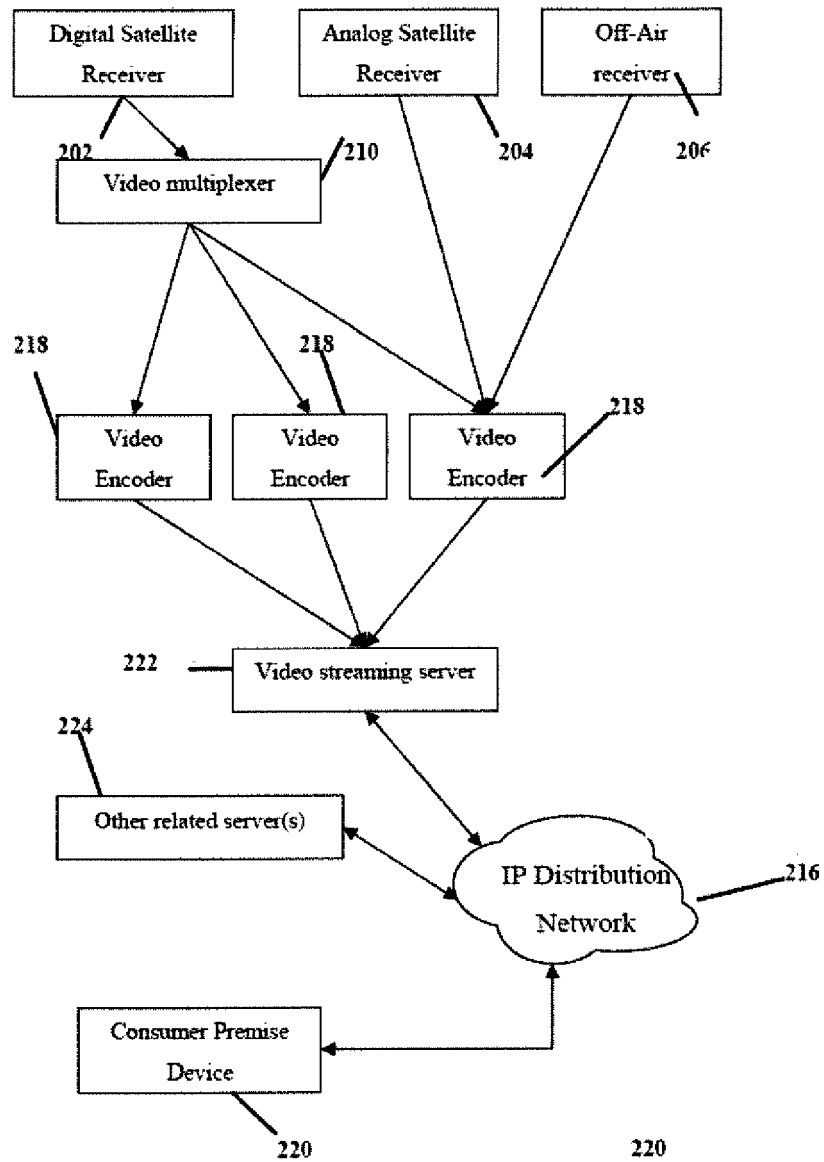 Digital Satellite
Receiver
Analog Satellite
Receiver
Off-Air
receiver
202
210
204
206
Video multiplexer
218
218
218
Video
Encoder
Video
Encoder
Video
Encoder
222
Video streaming server
224
Other related server(s)
IP Distribution
Network
216
Consumer Premise
Device
220
220